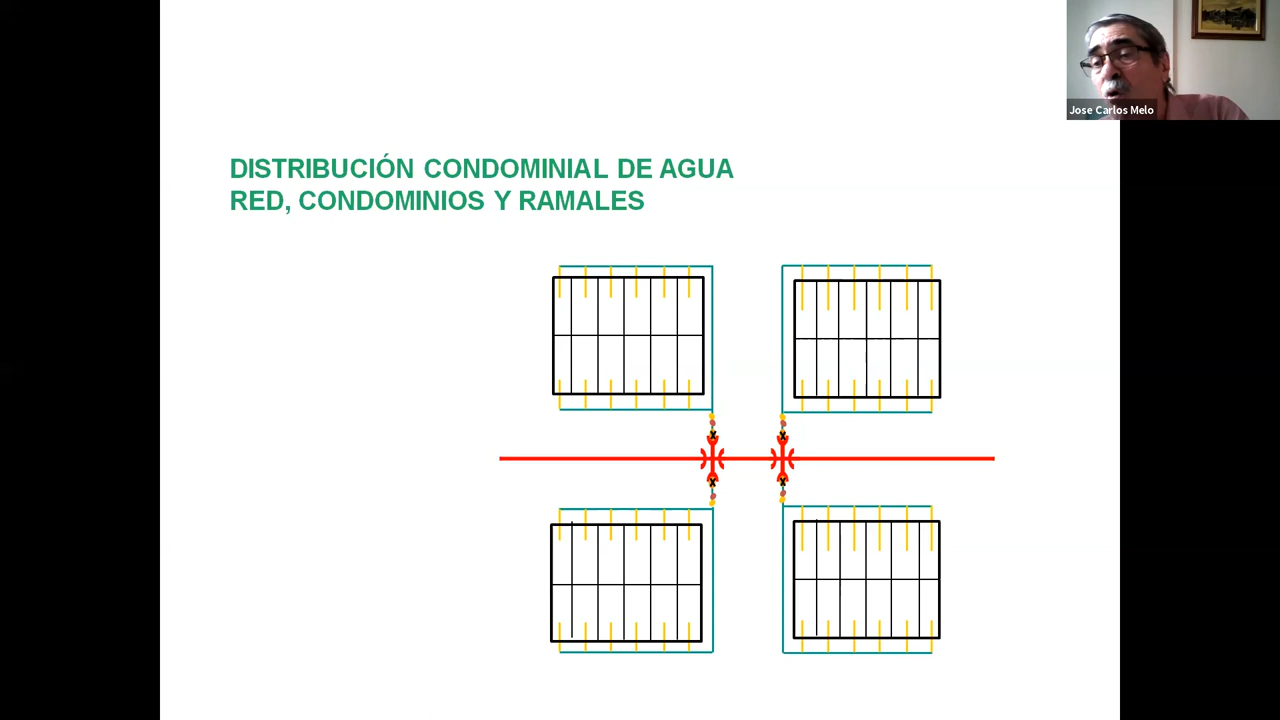 DISTRIBUCIÓN CONDOMINIAL DE AGUA
RED, CONDOMINIOS Y RAMALES
Jose Carlos Melo